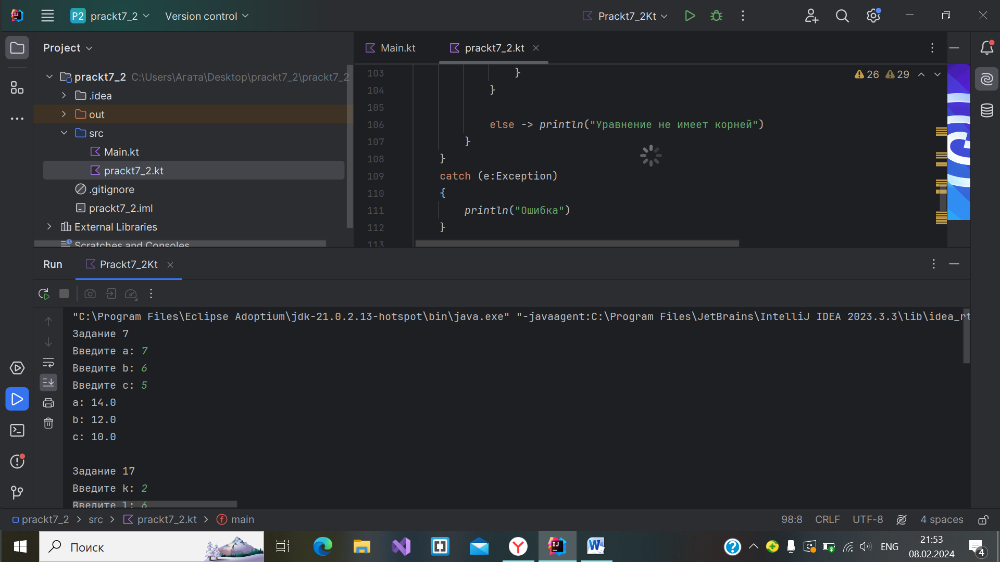 P2 prackt7_2 Version control Prackt7_2Kt
Project
Main.kt prackt7_2.kt
prackt7_2 C:\Users\Агата\Desktop\prackt7_2\prackt7_2
.idea
out
src
Main.kt
prackt7_2.kt
.gitignore
prackt7_2.iml
External Libraries
Scratches and Consoles
26 29
103 }
104 }
105
106 else -> println("Уравнение не имеет корней")
107 }
108 }
109 catch (e:Exception)
110 {
111 println("Ошибка")
112 }
113
Run Prackt7_2Kt
"C:\Program Files\Eclipse Adoptium\jdk-21.0.2.13-hotspot\bin\java.exe" "-javaagent:C:\Program Files\JetBrains\IntelliJ IDEA 2023.3.3\lib\idea_rt
Задание 7
Введите a: 7
Введите b: 6
Введите c: 5
a: 14.0
b: 12.0
c: 10.0
Задание 17
Введите k: 2
Введите l: 6
prackt7_2 > src > prackt7_2.kt > main
98:8 CRLF UTF-8 4 spaces
Поиск
ENG
21:53
08.02.2024
4